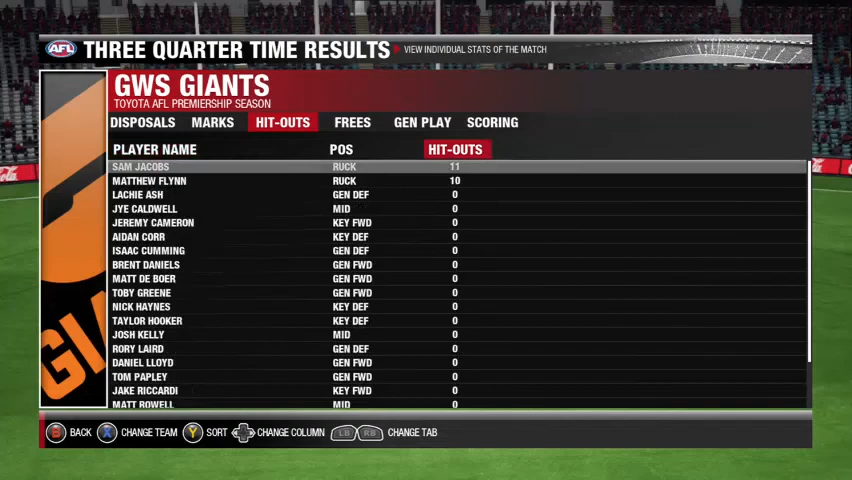 AFL THREE QUARTER TIME RESULTS VIEW INDIVIDUAL STATS OF THE MATCH
GWS GIANTS
TOYOTA AFL PREMIERSHIP SEASON
DISPOSALS MARKS HIT-OUTS FREES GEN PLAY SCORING
PLAYER NAME POS HIT-OUTS
SAM JACOBS RUCK 11
MATTHEW FLYNN RUCK 10
LACHIE ASH GEN DEF 0
JYE CALDWELL MID 0
JEREMY CAMERON KEY FWD 0
AIDAN CORR KEY DEF 0
ISAAC CUMMING GEN DEF 0
BRENT DANIELS GEN FWD 0
MATT DE BOER GEN FWD 0
TOBY GREENE GEN FWD 0
NICK HAYNES KEY DEF 0
TAYLOR HOOKER KEY DEF 0
JOSH KELLY MID 0
RORY LAIRD GEN DEF 0
DANIEL LLOYD GEN FWD 0
TOM PAPLEY GEN FWD 0
JAKE RICCARDI KEY FWD 0
MATT ROWELL MID 0
GIA
B BACK X CHANGE TEAM Y SORT CHANGE COLUMN LB RB CHANGE TAB